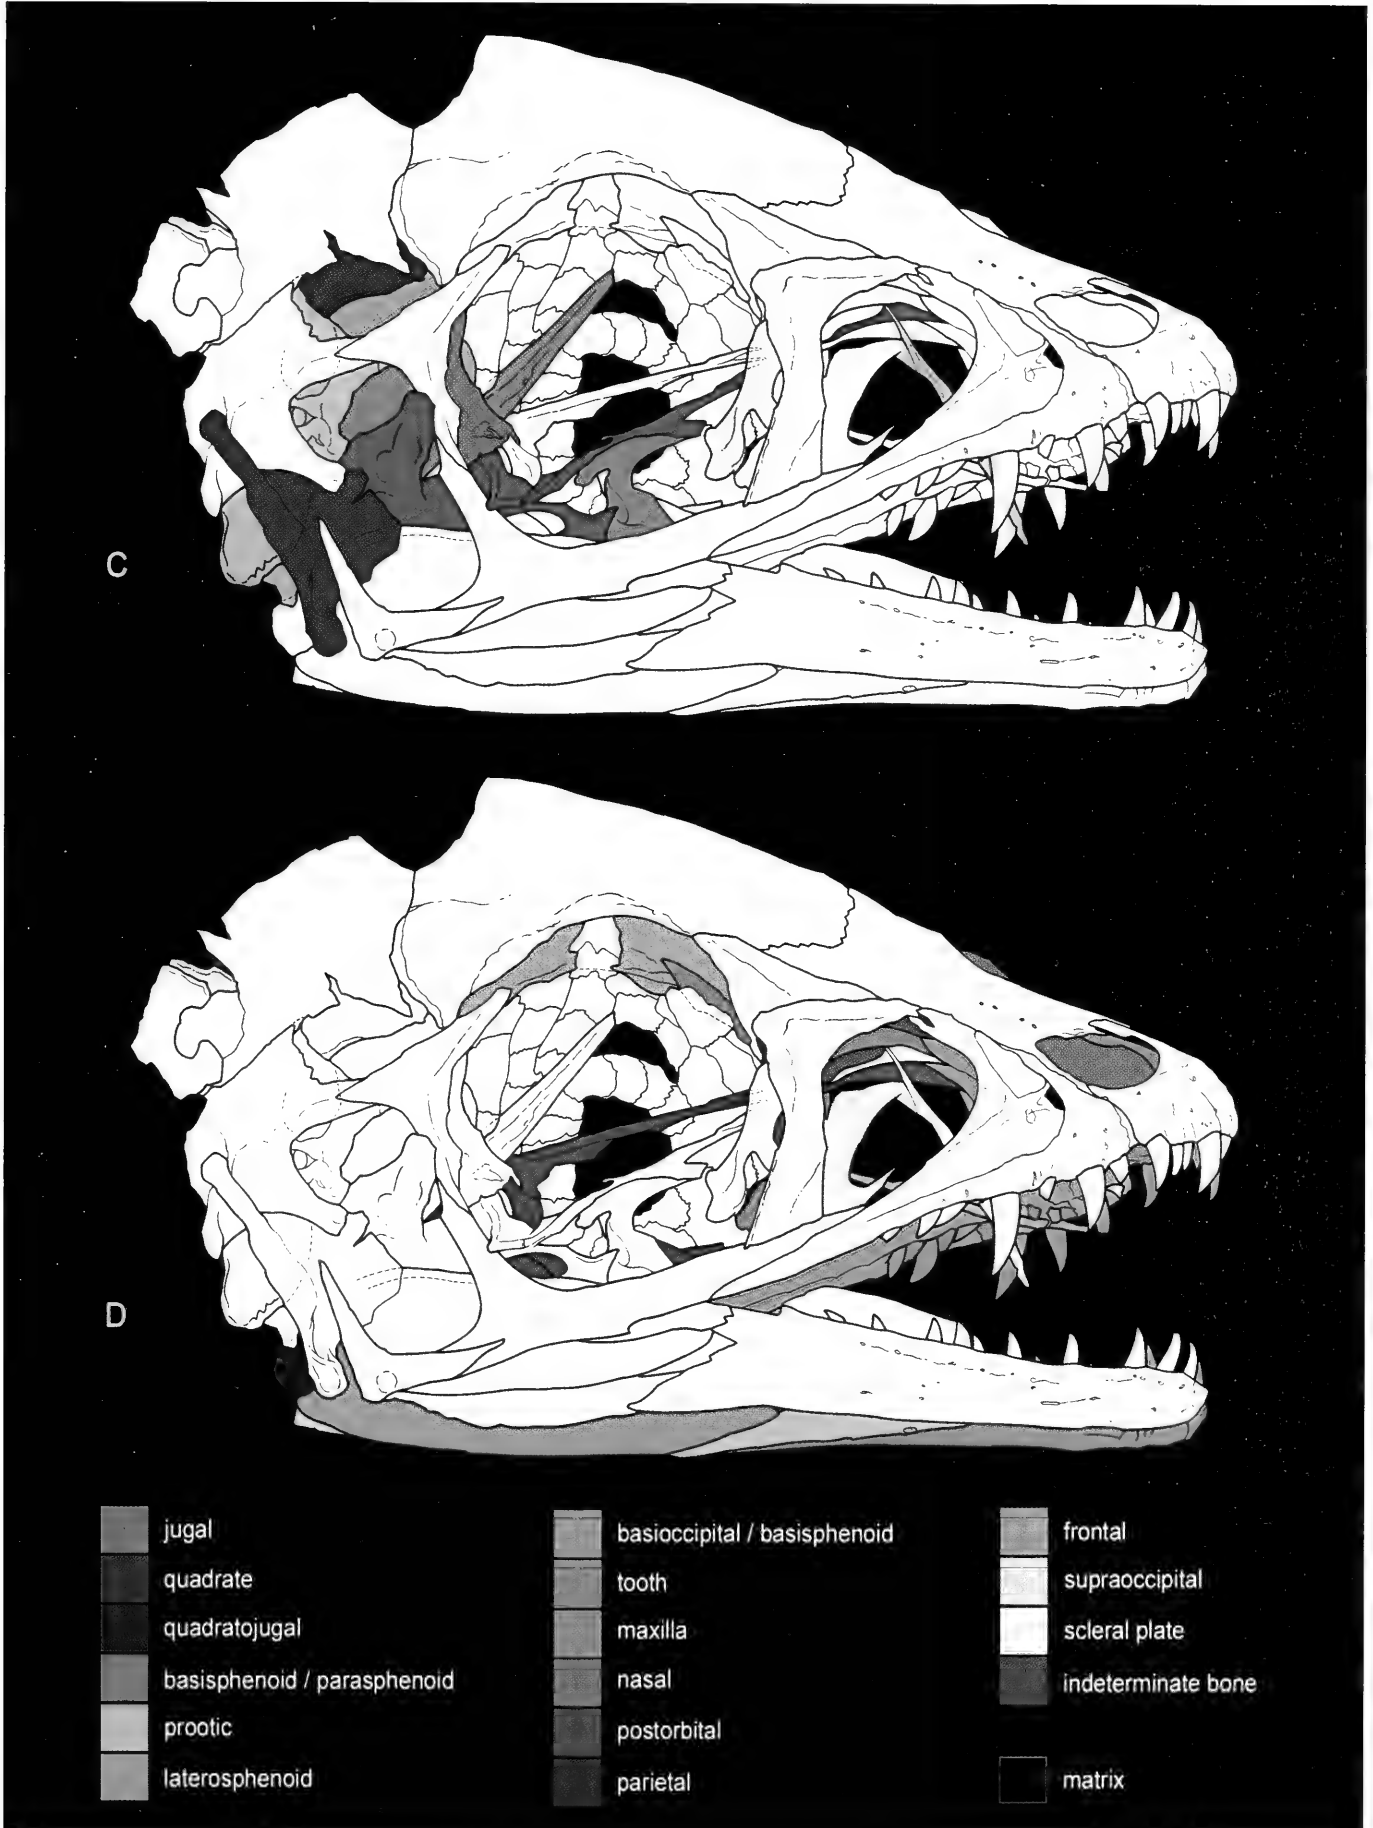 C
D
jugal
quadrate
quadratojugal
basisphenoid / parasphenoid
prootic
laterosphenoid
basioccipital / basisphenoid
tooth
maxilla
nasal
postorbital
parietal
frontal
supraoccipital
scleral plate
indeterminate bone
matrix